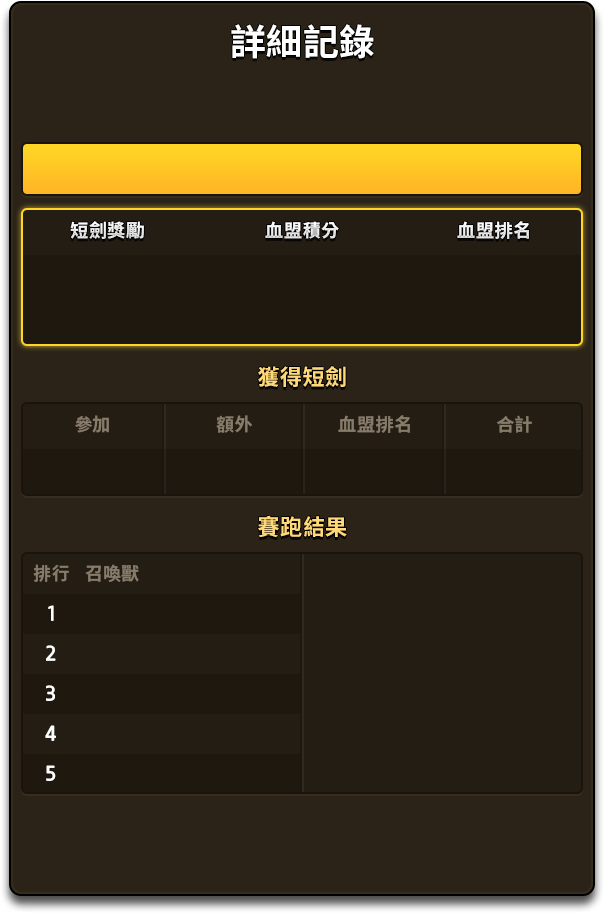 詳細記錄
短劍獎勵 血盟積分 血盟排名
獲得短劍
參加 額外 血盟排名 合計
賽跑結果
排行 召喚獸
1
2
3
4
5